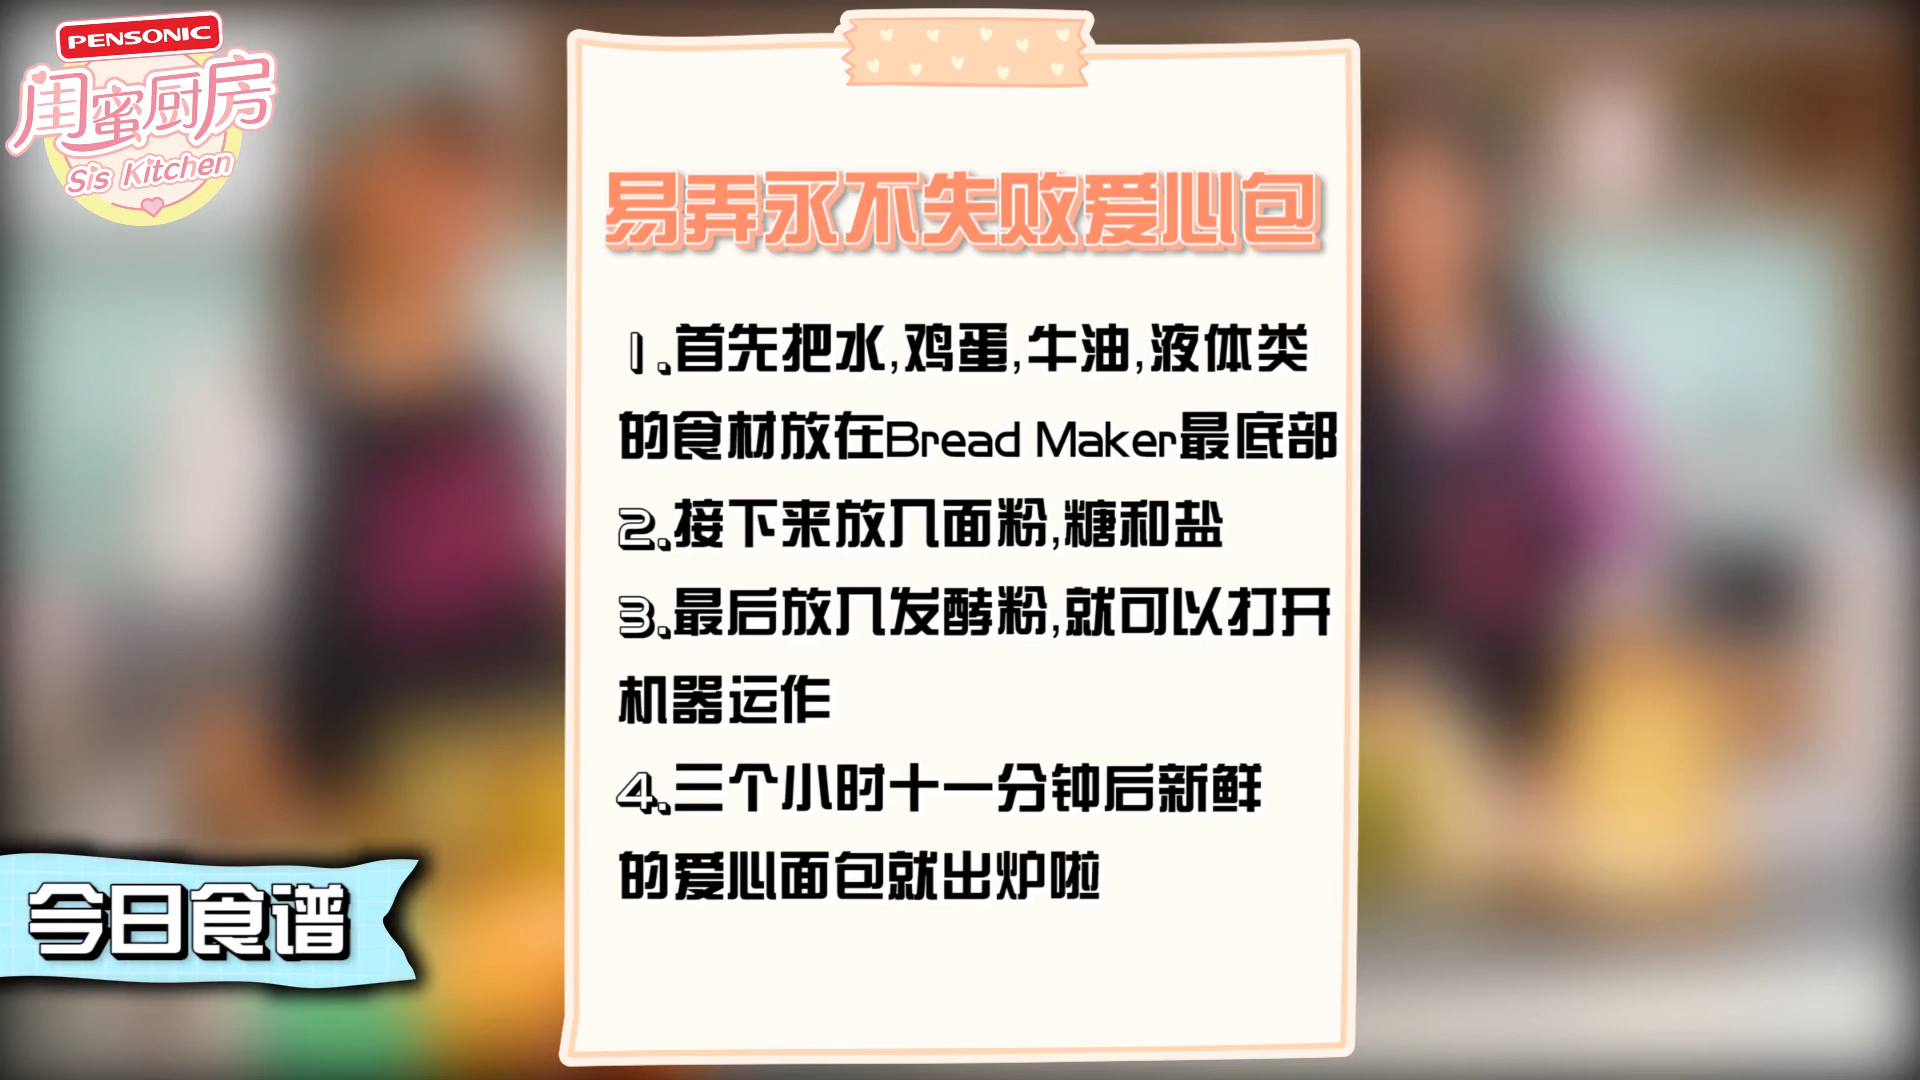 PENSONIC
闺蜜厨房
Sis Kitchen
易弄永不失败爱心包
1.首先把水,鸡蛋,牛油,液体类
的食材放在Bread Maker最底部
2.接下来放入面粉,糖和盐
3.最后放入发酵粉,就可以打开
机器运作
4.三个小时十一分钟后新鲜
的爱心面包就出炉啦
今日食谱